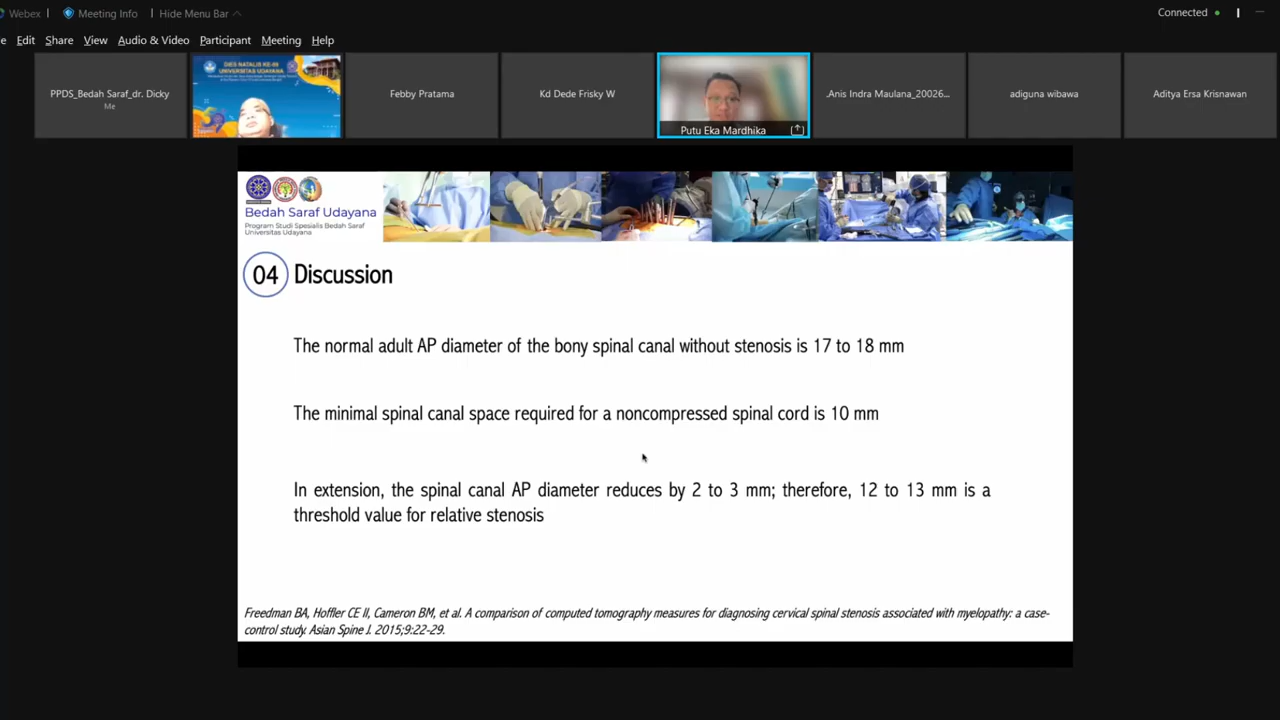 Webex
Meeting Info
Hide Menu Bar
Connected
e Edit Share View Audio & Video Participant Meeting Help
PPDS_Bedah Saraf_dr. Dicky
Me
DIES NATALIS KE-
UNIVERSITAS UDAYANA
Febby Pratama
Kd Dede Frisky W
Putu Eka Mardhika
.Anis Indra Maulana_20026...
adiguna wibawa
Aditya Ersa Krisnawan
Bedah Saraf Udayana
Program Studi Spesialis Bedah Saraf
Universitas Udayana
04 Discussion
The normal adult AP diameter of the bony spinal canal without stenosis is 17 to 18 mm
The minimal spinal canal space required for a noncompressed spinal cord is 10 mm
In extension, the spinal canal AP diameter reduces by 2 to 3 mm; therefore, 12 to 13 mm is a
threshold value for relative stenosis
Freedman BA, Hoffler CE II, Cameron BM, et al. A comparison of computed tomography measures for diagnosing cervical spinal stenosis associated with myelopathy: a case-
control study. Asian Spine J. 2015;9:22-29.